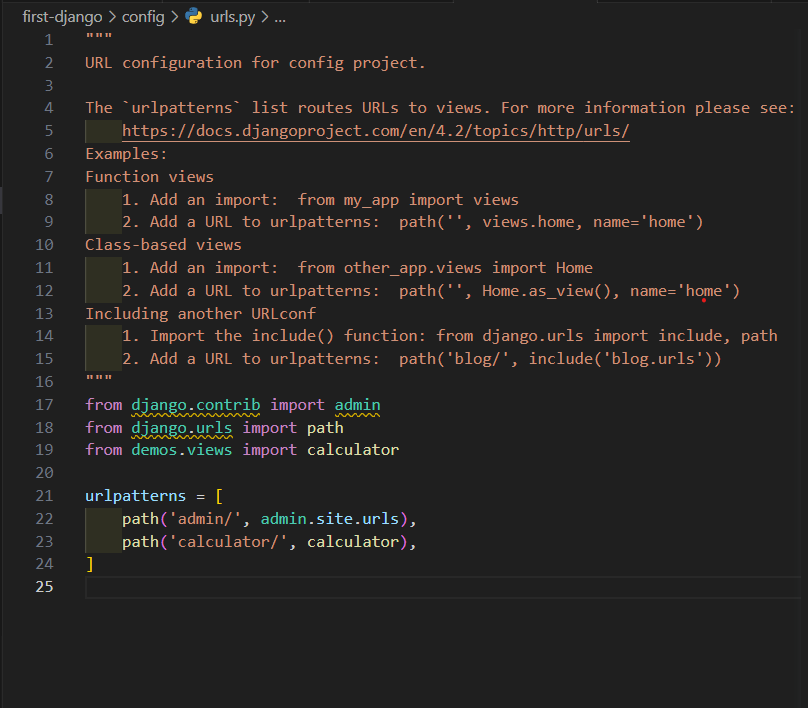 first-django > config > urls.py > ...
1 """
2 URL configuration for config project.
3
4 The `urlpatterns` list routes URLs to views. For more information please see:
5     https://docs.djangoproject.com/en/4.2/topics/http/urls/
6 Examples:
7 Function views
8     1. Add an import:  from my_app import views
9     2. Add a URL to urlpatterns:  path('', views.home, name='home')
10 Class-based views
11     1. Add an import:  from other_app.views import Home
12     2. Add a URL to urlpatterns:  path('', Home.as_view(), name='home')
13 Including another URLconf
14     1. Import the include() function: from django.urls import include, path
15     2. Add a URL to urlpatterns:  path('blog/', include('blog.urls'))
16 """
17 from django.contrib import admin
18 from django.urls import path
19 from demos.views import calculator
20
21 urlpatterns = [
22     path('admin/', admin.site.urls),
23     path('calculator/', calculator),
24 ]
25